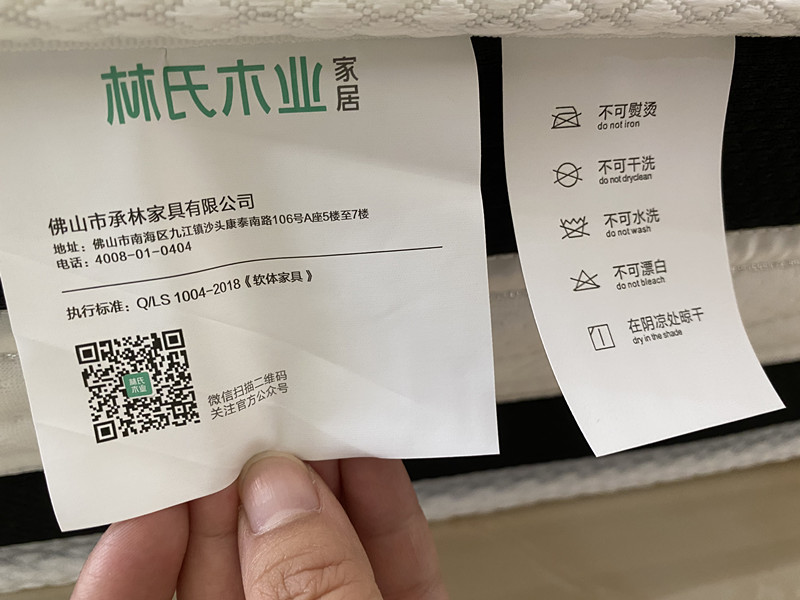 林氏木业 家居
佛山市承林家具有限公司
地址：佛山市南海区九江镇沙头康泰南路106号A座5楼至7楼
电话：4008-01-0404
执行标准：Q/LS 1004-2018《软体家具》
林氏
木业
微信扫描二维码
关注官方公众号
不可熨烫
do not iron
不可干洗
do not dryclean
不可水洗
do not wash
不可漂白
do not bleach
在阴凉处晾干
dry in the shade